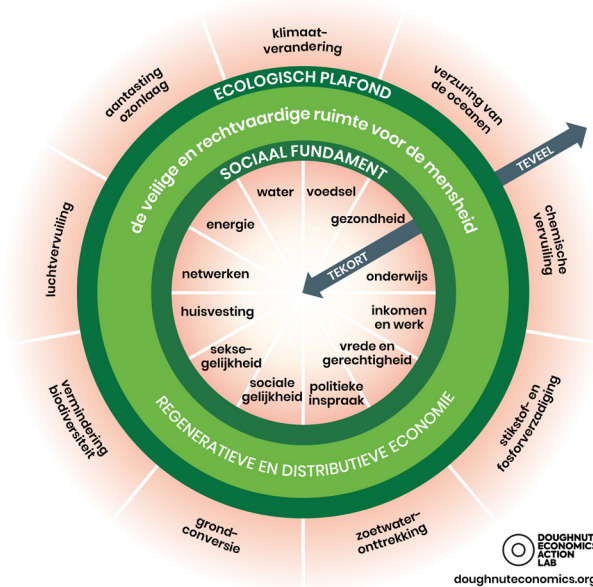 klimaat-
verandering
verzuring van
de oceanen
chemische
vervuiling
stikstof- en
fosforverzadiging
zoetwater-
onttrekking
grond-
conversie
vermindering
biodiversiteit
luchtvervuiling
aantasting
ozonlaag
ECOLOGISCH PLAFOND
de veilige en rechtvaardige ruimte voor de mensheid
SOCIAAL FUNDAMENT
TEVEEL
TEKORT
water
voedsel
gezondheid
onderwijs
inkomen
en werk
vrede en
gerechtigheid
politieke
inspraak
sociale
gelijkheid
sekse-
gelijkheid
huisvesting
netwerken
energie
REGENERATIEVE EN DISTRIBUTIEVE ECONOMIE
DOUGHNUT
ECONOMICS
ACTION
LAB
doughnuteconomics.org